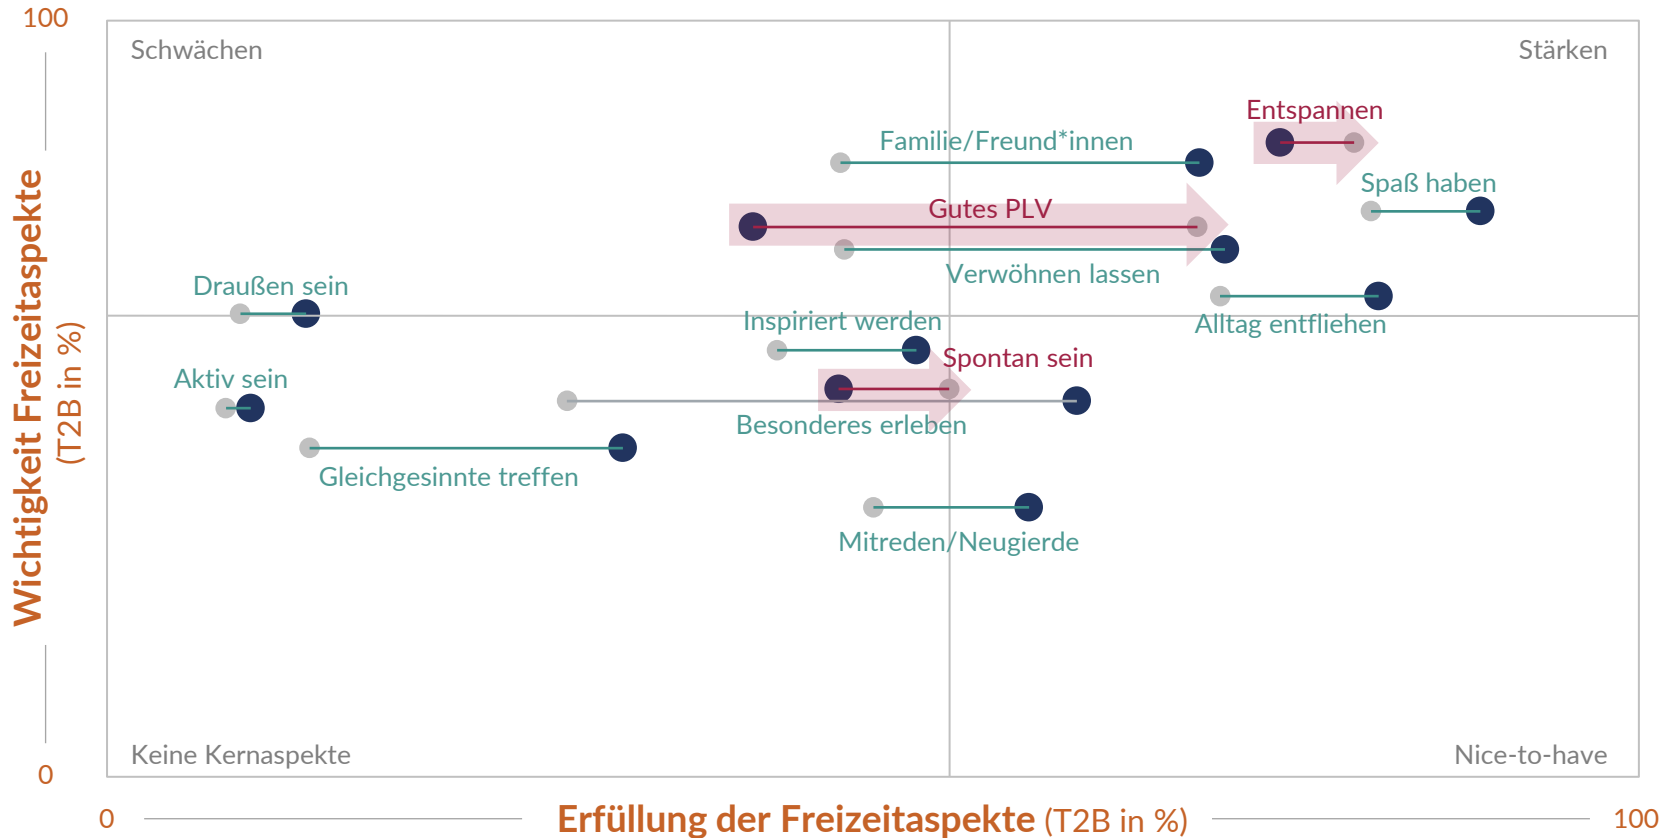 100
Schwächen
Stärken
Entspannen
Familie/Freund*innen
Spaß haben
Gutes PLV
Verwöhnen lassen
Draußen sein
Inspiriert werden
Alltag entfliehen
Spontan sein
Aktiv sein
Besonderes erleben
Gleichgesinnte treffen
Mitreden/Neugierde
Wichtigkeit Freizeitaspekte
(T2B in %)
Keine Kernaspekte
Nice-to-have
0
0
Erfüllung der Freizeitaspekte (T2B in %)
100